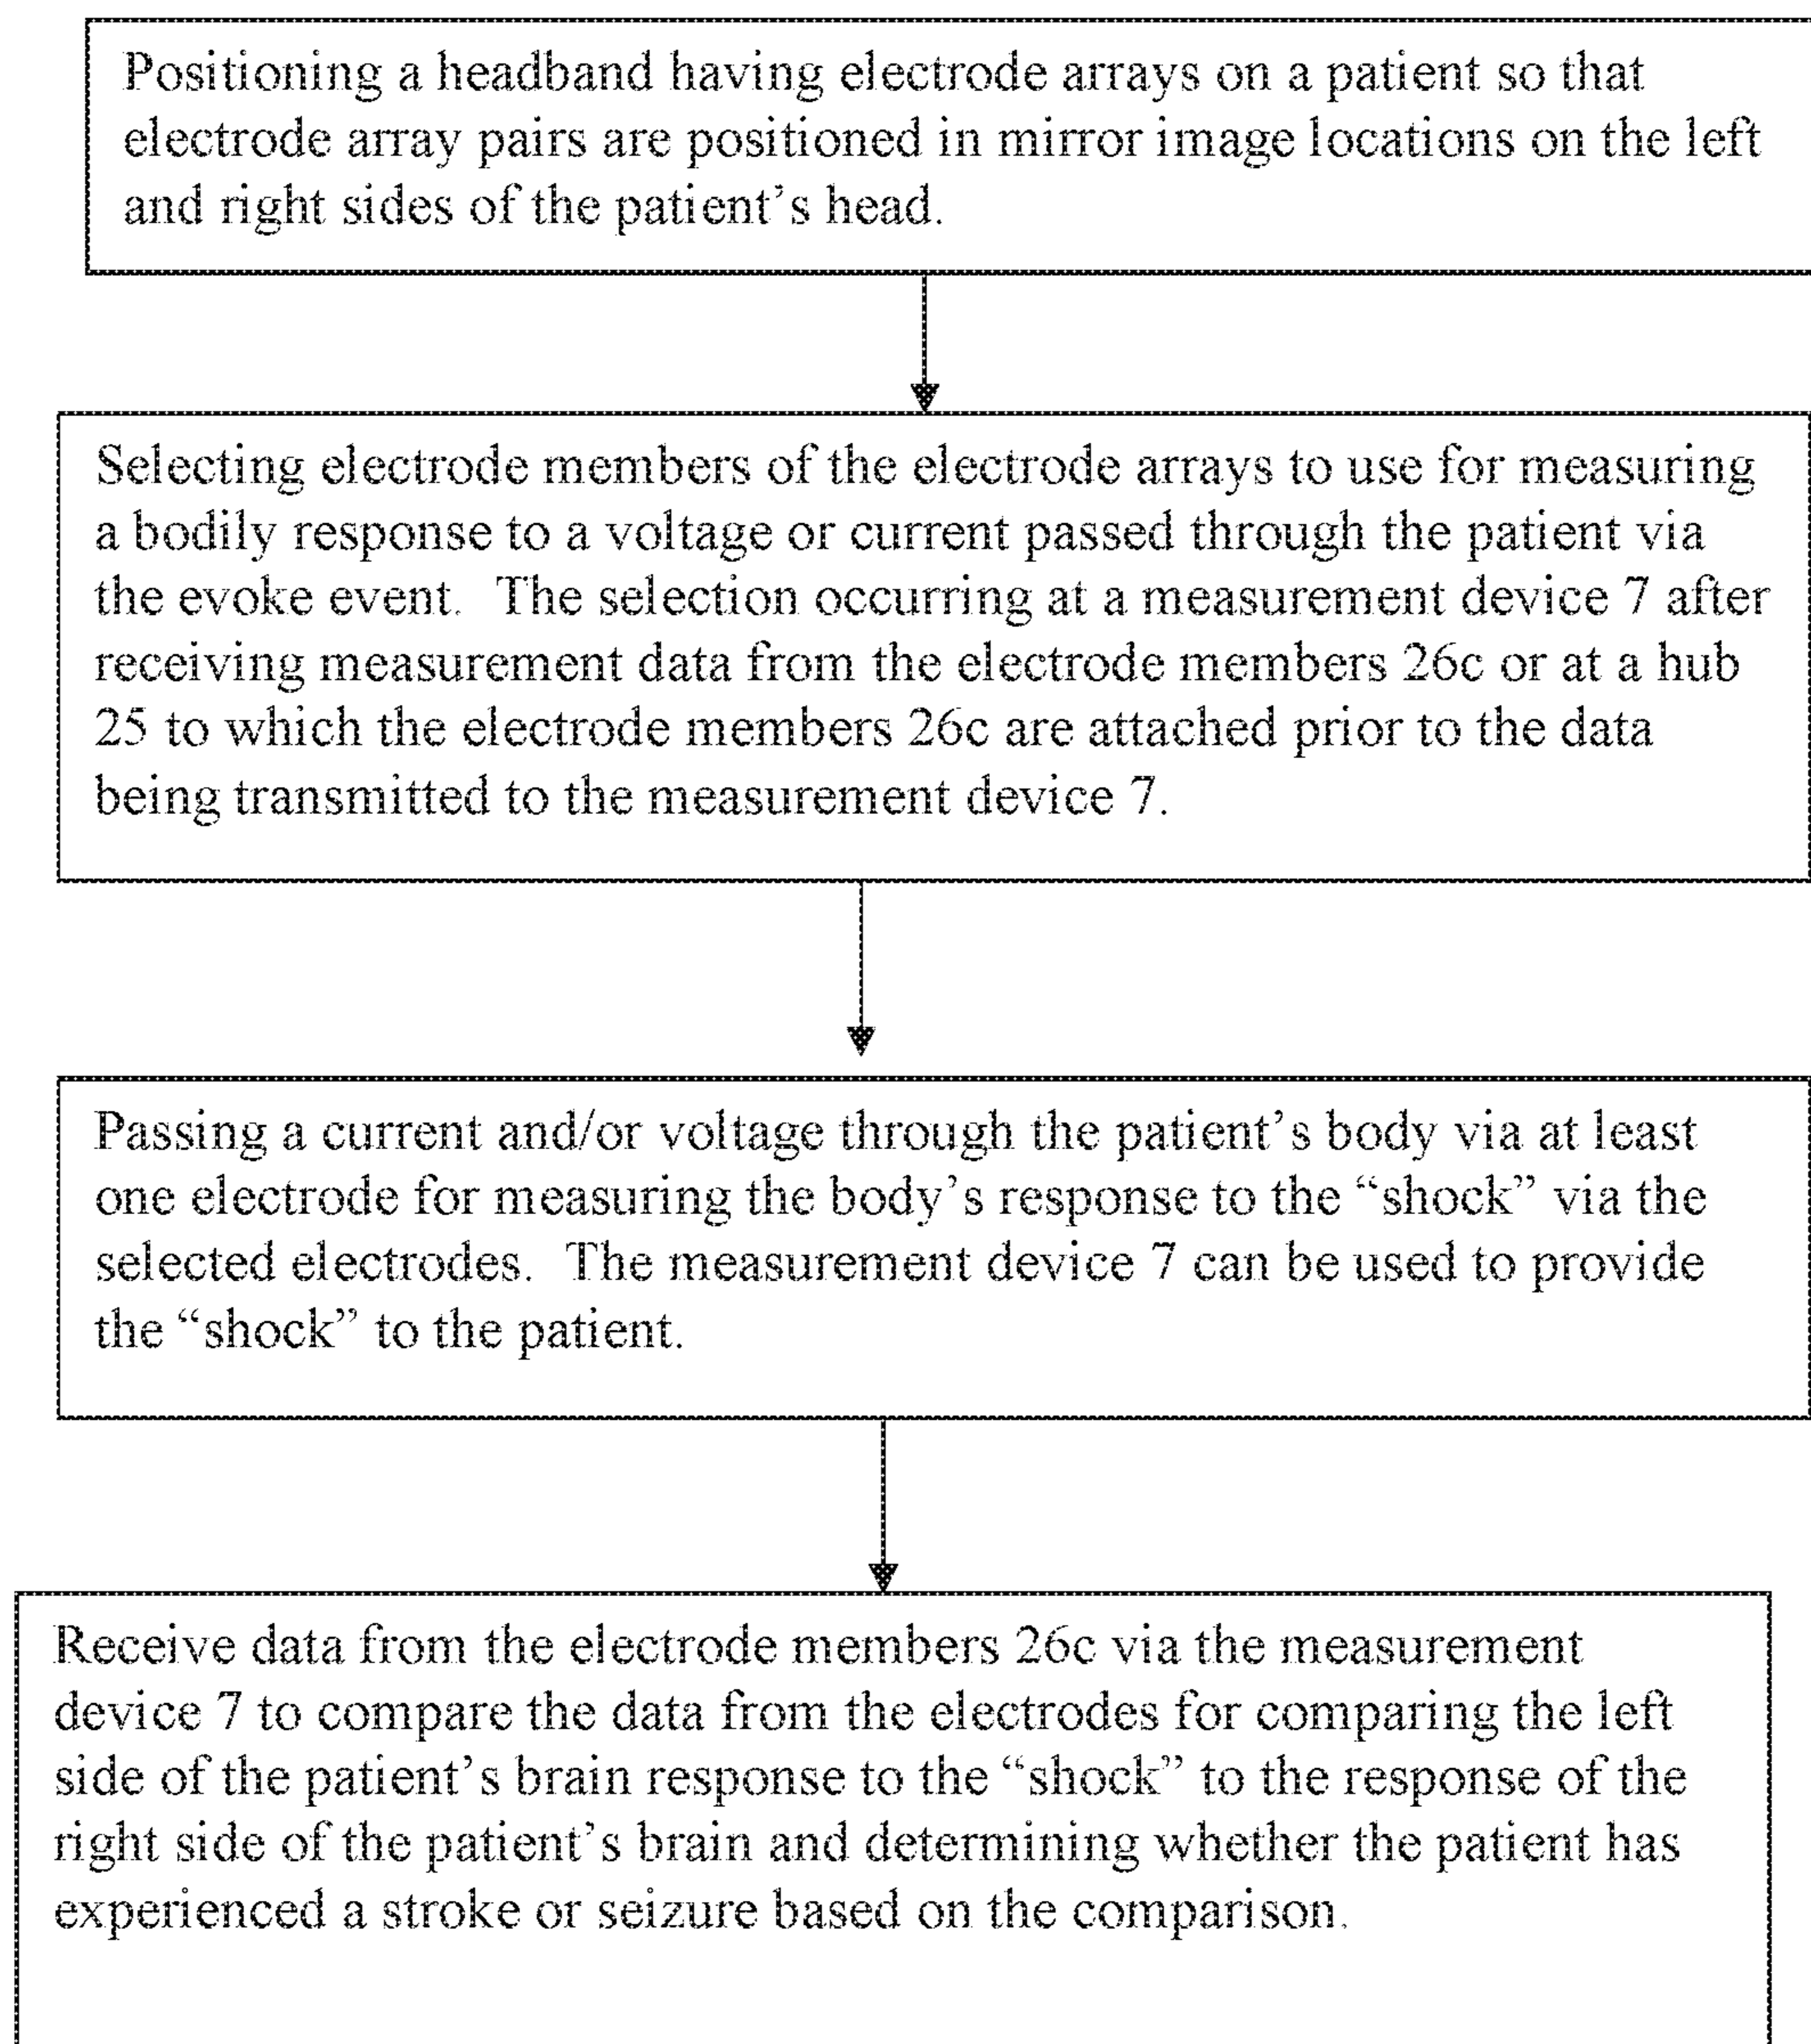 Positioning a headband having electrode arrays on a patient so that
electrode array pairs are positioned in mirror image locations on the left
and right sides of the patient’s head.
Selecting electrode members of the electrode arrays to use for measuring
a bodily response to a voltage or current passed through the patient via
the evoke event.  The selection occurring at a measurement device 7 after
receiving measurement data from the electrode members 26c or at a hub
25 to which the electrode members 26c are attached prior to the data
being transmitted to the measurement device 7.
Passing a current and/or voltage through the patient’s body via at least
one electrode for measuring the body’s response to the “shock” via the
selected electrodes.  The measurement device 7 can be used to provide
the “shock” to the patient.
Receive data from the electrode members 26c via the measurement
device 7 to compare the data from the electrodes for comparing the left
side of the patient’s brain response to the “shock” to the response of the
right side of the patient’s brain and determining whether the patient has
experienced a stroke or seizure based on the comparison.